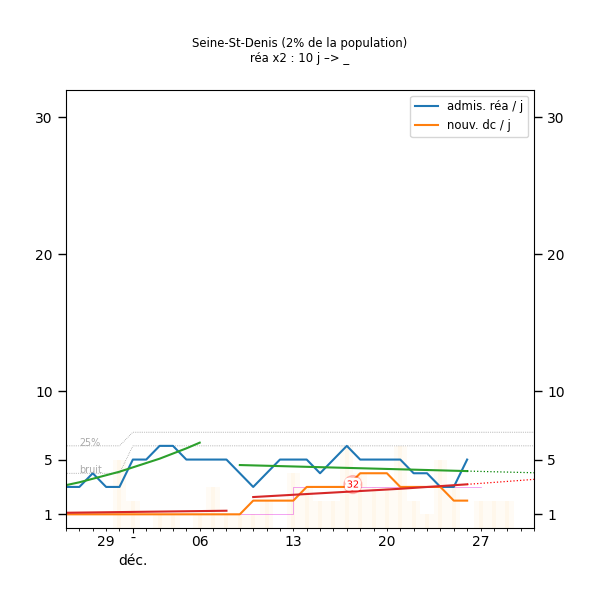 Seine-St-Denis (2% de la population)
réa x2 : 10 j –> _
admis. réa / j
nouv. dc / j
30 30
20 20
10 10
25%
5 5
bruit
32
1 1
29 - 06 13 20 27
déc.